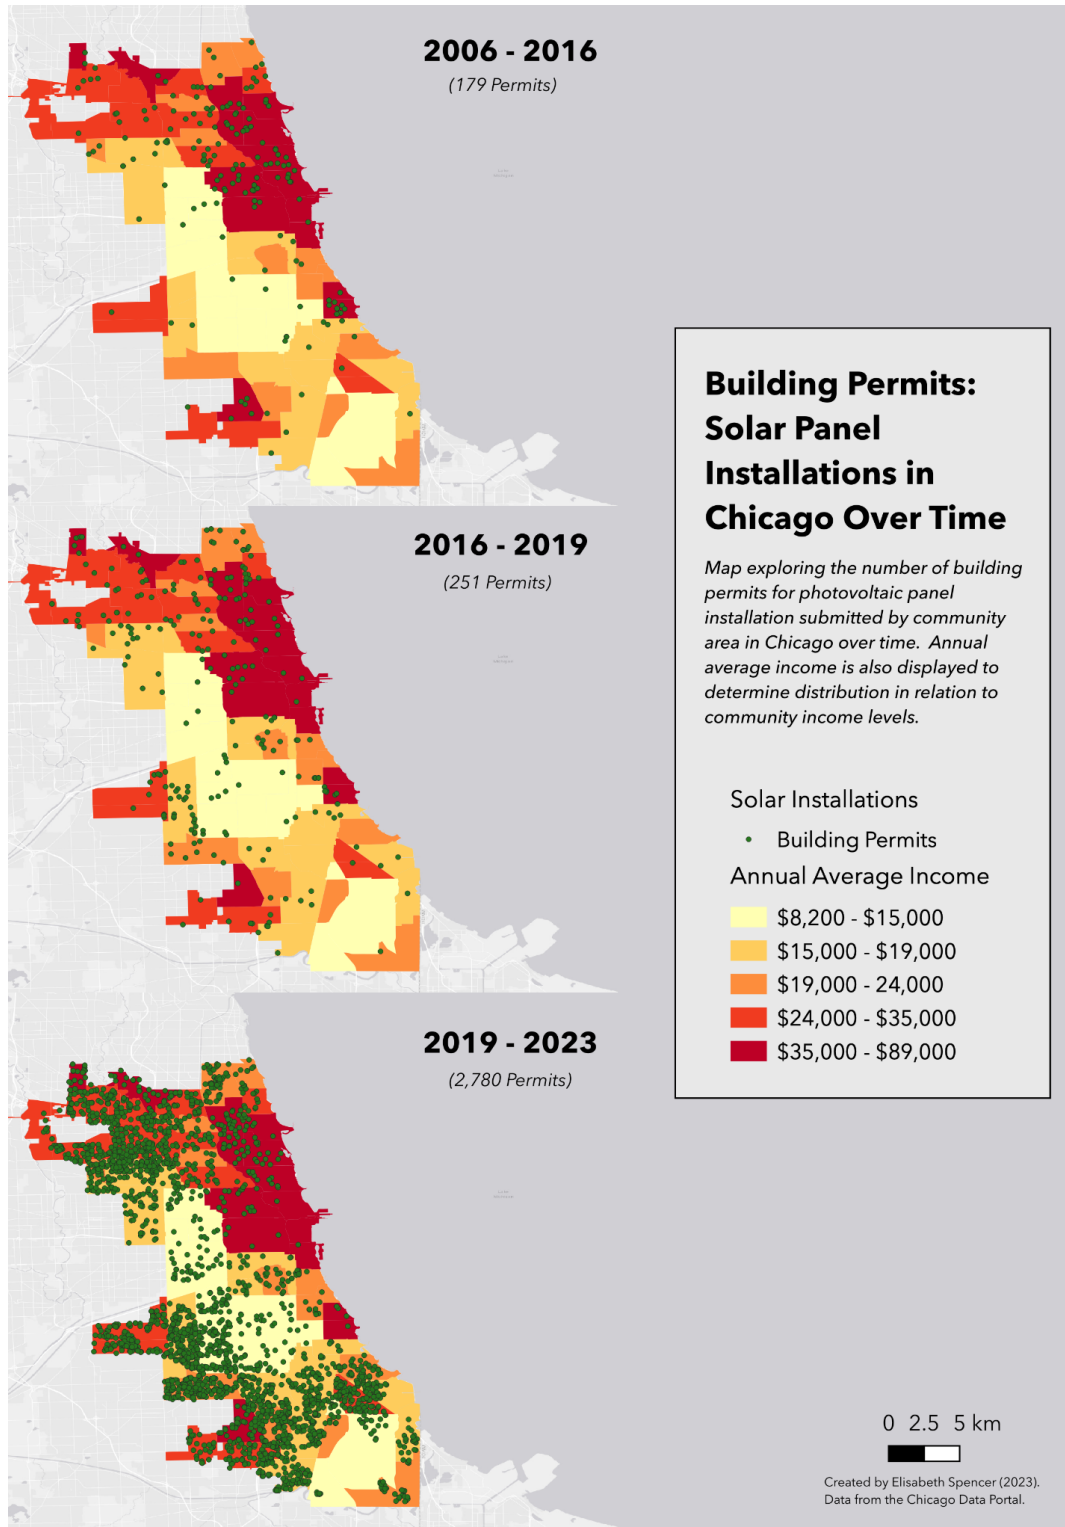 2006 - 2016
(179 Permits)
2016 - 2019
(251 Permits)
2019 - 2023
(2,780 Permits)
Building Permits:
Solar Panel
Installations in
Chicago Over Time
Map exploring the number of building
permits for photovoltaic panel
installation submitted by community
area in Chicago over time. Annual
average income is also displayed to
determine distribution in relation to
community income levels.
Solar Installations
Building Permits
Annual Average Income
$8,200 - $15,000
$15,000 - $19,000
$19,000 - 24,000
$24,000 - $35,000
$35,000 - $89,000
0 2.5 5 km
Created by Elisabeth Spencer (2023).
Data from the Chicago Data Portal.